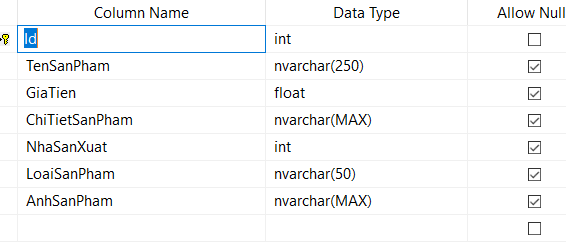 Column Name Data Type Allow Null
Id int
TenSanPham nvarchar(250)
GiaTien float
ChiTietSanPham nvarchar(MAX)
NhaSanXuat int
LoaiSanPham nvarchar(50)
AnhSanPham nvarchar(MAX)